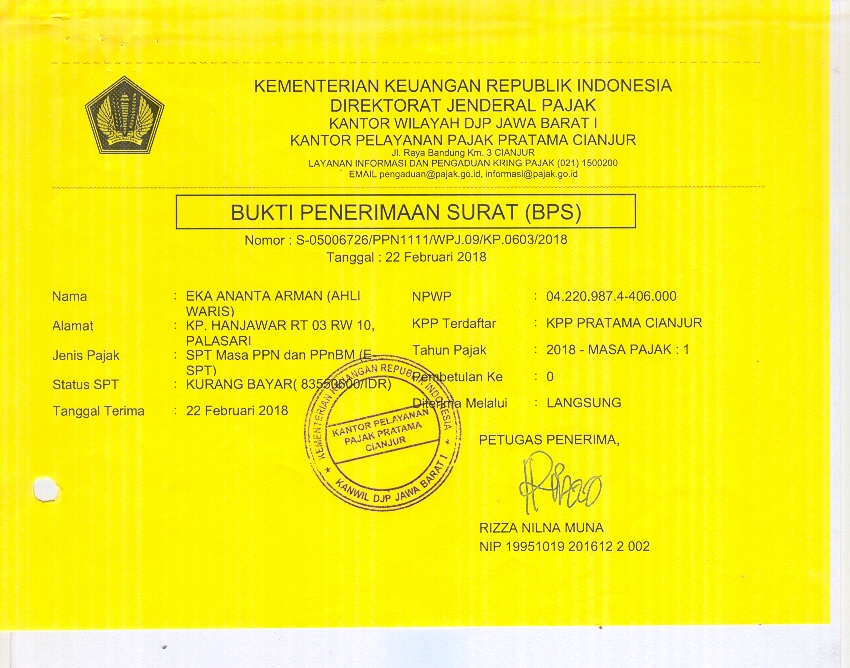 KEMENTERIAN KEUANGAN REPUBLIK INDONESIA
DIREKTORAT JENDERAL PAJAK
KANTOR WILAYAH DJP JAWA BARAT I
KANTOR PELAYANAN PAJAK PRATAMA CIANJUR
Jl. Raya Bandung Km. 3 CIANJUR
LAYANAN INFORMASI DAN PENGADUAN KRING PAJAK (021) 1500200
EMAIL pengaduan@pajak.go.id, informasi@pajak.go.id
BUKTI PENERIMAAN SURAT (BPS)
Nomor : S-05006726/PPN1111/WPJ.09/KP.0603/2018
Tanggal : 22 Februari 2018
Nama : EKA ANANTA ARMAN (AHLI
WARIS)
Alamat : KP. HANJAWAR RT 03 RW 10,
PALASARI
Jenis Pajak : SPT Masa PPN dan PPnBM (E-
SPT)
Status SPT : KURANG BAYAR( 83550600/IDR)
Tanggal Terima : 22 Februari 2018
NPWP : 04.220.987.4-406.000
KPP Terdaftar : KPP PRATAMA CIANJUR
Tahun Pajak : 2018 - MASA PAJAK : 1
Pembetulan Ke : 0
Diterima Melalui : LANGSUNG
KEMENTERIAN KEUANGAN REPUBLIK INDONESIA
KANTOR PELAYANAN
PAJAK PRATAMA
CIANJUR
KANWIL DJP JAWA BARAT I
PETUGAS PENERIMA,
RIZZA NILNA MUNA
NIP 19951019 201612 2 002